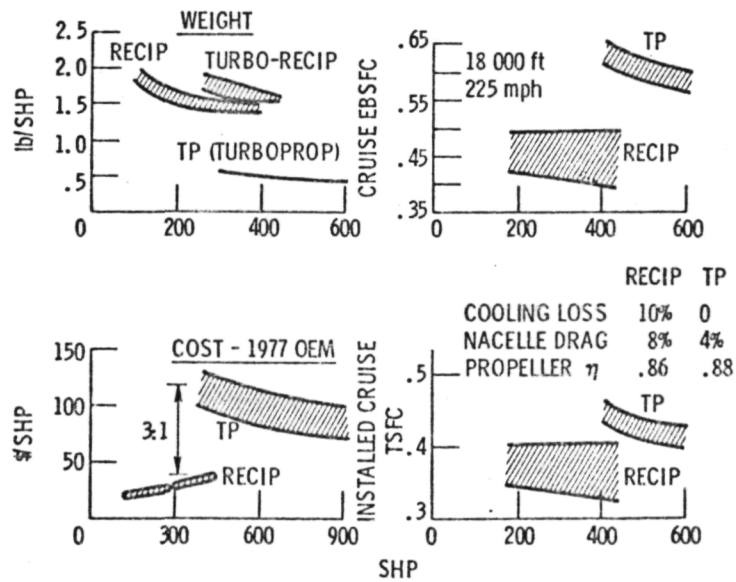 WEIGHT
2.5
RECIP
TURBO-RECIP
2.0
1.5
lb/SHP
1.0
TP (TURBOPROP)
.5
0
200
400
600
.65
TP
18 000 ft
225 mph
.55
CRUISE EBSFC
RECIP
.45
.35
0
200
400
600
RECIP TP
COOLING LOSS 10% 0
NACELLE DRAG 8% 4%
PROPELLER η .86 .88
150
COST - 1977 OEM
100
$/SHP
3:1
TP
50
RECIP
0
300
600
900
INSTALLED CRUISE
TSFC
.5
TP
.4
RECIP
.3
0
200
400
600
SHP